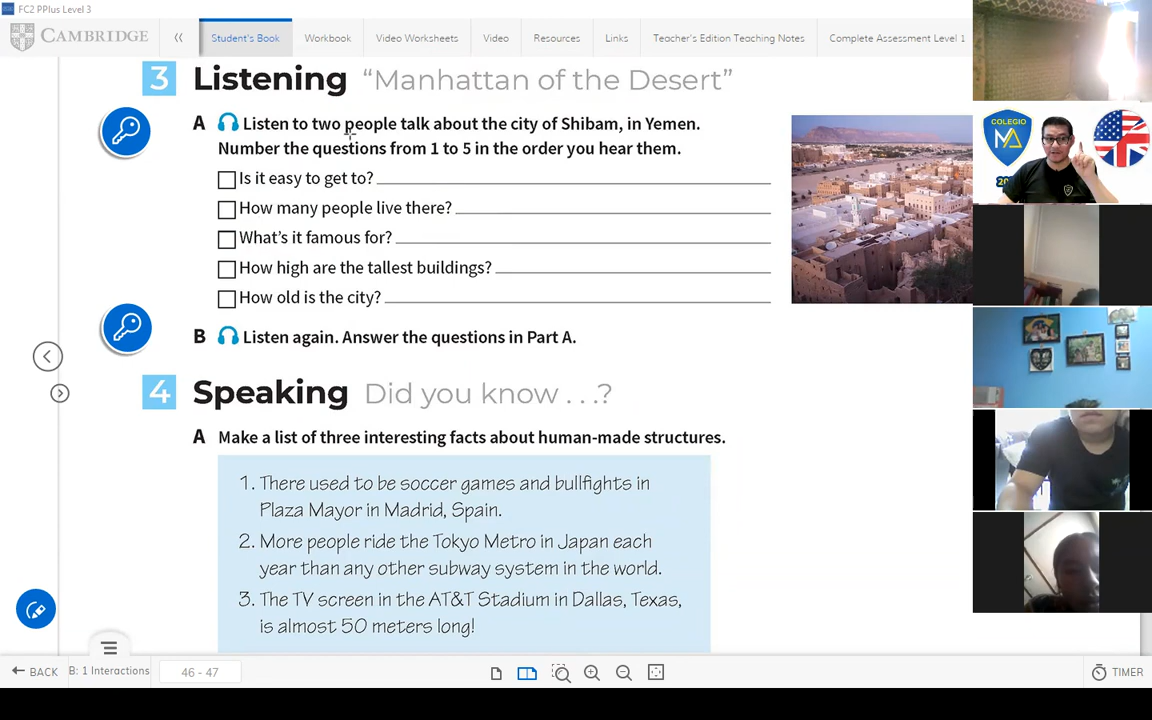 FC2 PPlus Level 3
CAMBRIDGE
Student's Book
Workbook
Video Worksheets
Video
Resources
Links
Teacher's Edition Teaching Notes
Complete Assessment Level 1
3 Listening "Manhattan of the Desert"
A Listen to two people talk about the city of Shibam, in Yemen.
Number the questions from 1 to 5 in the order you hear them.
Is it easy to get to?
How many people live there?
What's it famous for?
How high are the tallest buildings?
How old is the city?
B Listen again. Answer the questions in Part A.
4 Speaking Did you know . . .?
A Make a list of three interesting facts about human-made structures.
1. There used to be soccer games and bullfights in
Plaza Mayor in Madrid, Spain.
2. More people ride the Tokyo Metro in Japan each
year than any other subway system in the world.
3. The TV screen in the AT&T Stadium in Dallas, Texas,
is almost 50 meters long!
COLEGIO
MA
BACK
B: 1 Interactions
46 - 47
TIMER